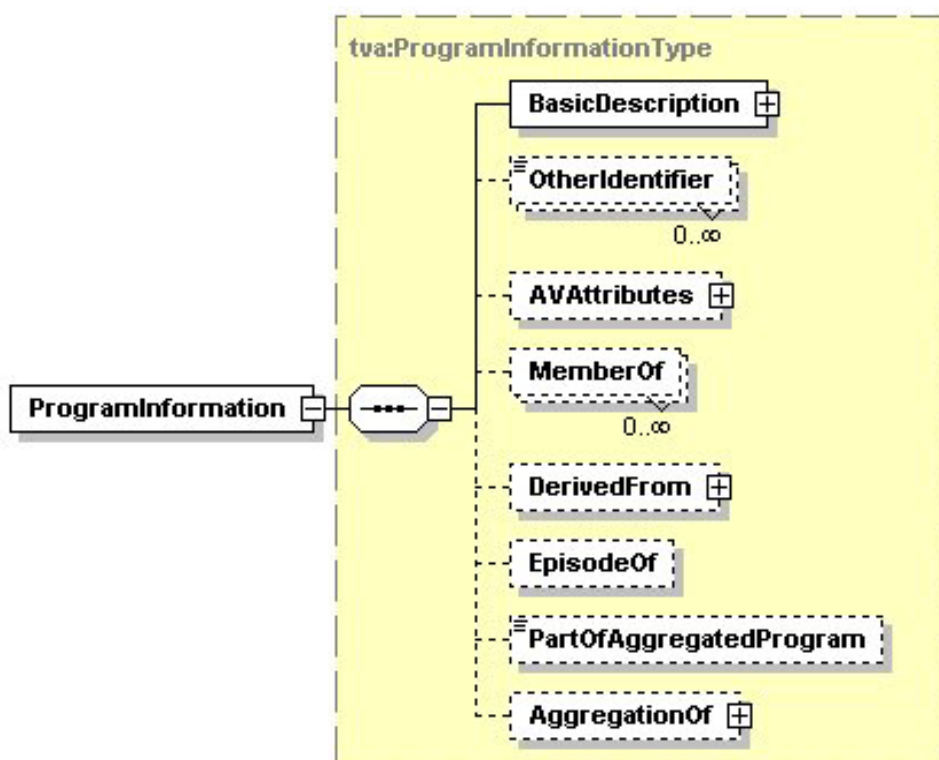 tva:ProgramInformationType
BasicDescription
OtherIdentifier
0..∞
AVAttributes
MemberOf
0..∞
ProgramInformation
DerivedFrom
EpisodeOf
PartOfAggregatedProgram
AggregationOf